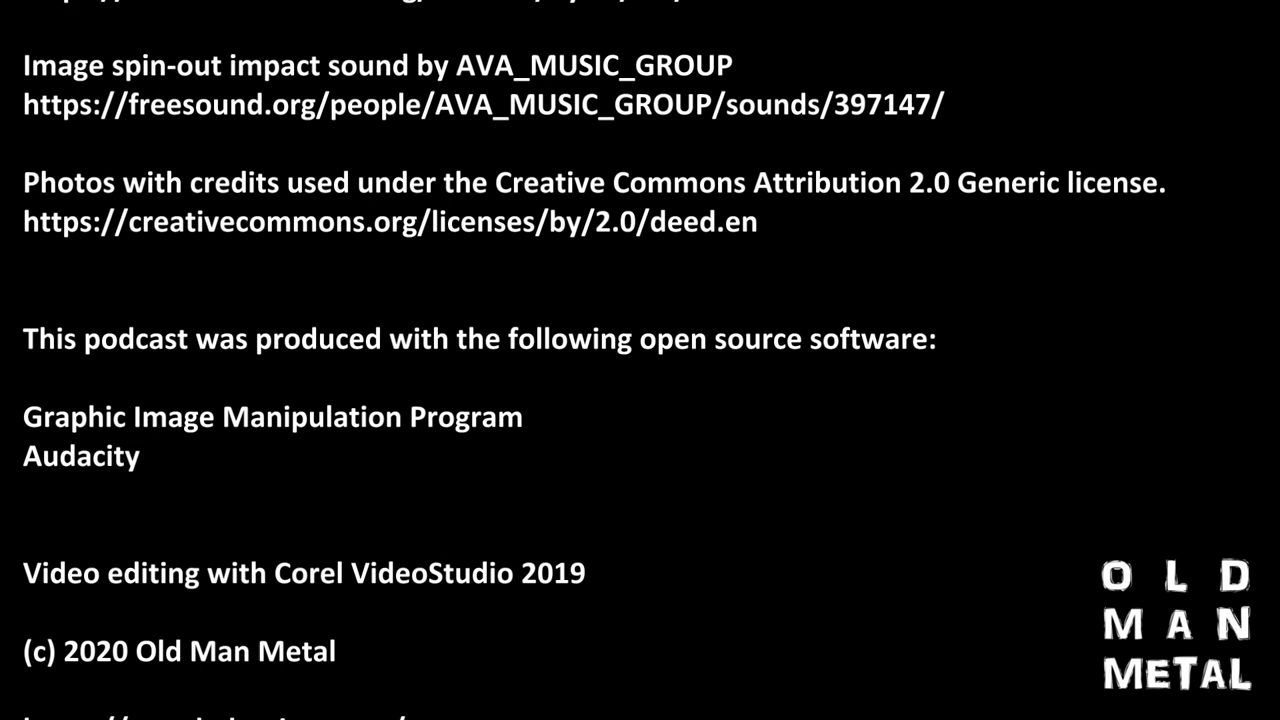 Image spin-out impact sound by AVA_MUSIC_GROUP
https://freesound.org/people/AVA_MUSIC_GROUP/sounds/397147/
Photos with credits used under the Creative Commons Attribution 2.0 Generic license.
https://creativecommons.org/licenses/by/2.0/deed.en
This podcast was produced with the following open source software:
Graphic Image Manipulation Program
Audacity
Video editing with Corel VideoStudio 2019
(c) 2020 Old Man Metal
OLD
MAN
METAL